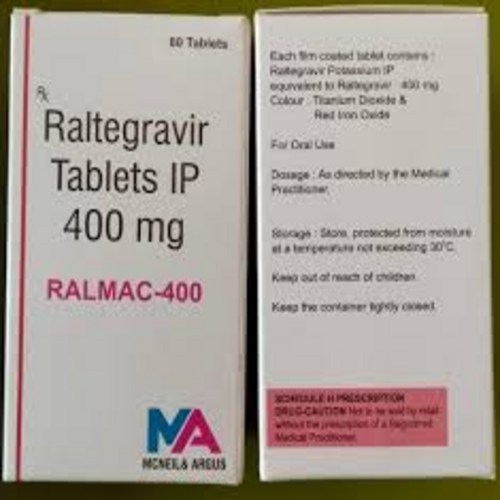 60 Tablets
Rx
Raltegravir
Tablets IP
400 mg
RALMAC-400
MA
MCNEIL& ARGUS
Each film coated tablet contains :
Raltegravir Potassium IP
equivalent to Raltegravir 400 mg
Colour : Titanium Dioxide &
Red Iron Oxide
For Oral Use
Dosage : As directed by the Medical
Practitioner.
Storage : Store, protected from moisture
at a temperature not exceeding 30°C.
Keep out of reach of children.
Keep the container tightly closed.
SCHEDULE H PRESCRIPTION
DRUG-CAUTION Not to be sold by retail
without the prescription of a Registered
Medical Practitioner.